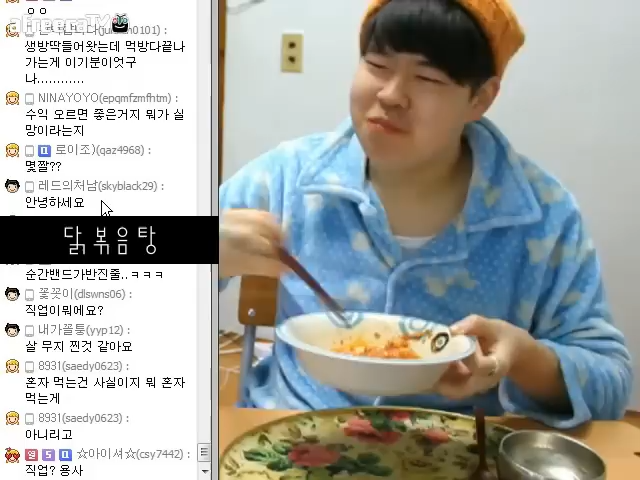 afreecaTV
ㅇㅇ
생방딱들어왔는데 먹방다끝나
가는게 이기분이엇구
나............
NINAYOYO(epqmfzmfhtm) :
수익 오르면 좋은거지 뭐가 실
망이라는지
로이조)(qaz4968) :
몇짤??
레드의처남(skyblack29) :
안녕하세요
닭볶음탕
순간밴드가반진줄..ㅋㅋㅋ
꽃꽂이(dlswns06) :
직업이뭐에요?
내가꼴통(yyp12) :
살 무지 찐것 같아요
8931(saedy0623) :
혼자 먹는건 사실이지 뭐 혼자
먹는게
8931(saedy0623) :
아니리고
열 5 ☆아이셔☆(csy7442) :
직업? 용사